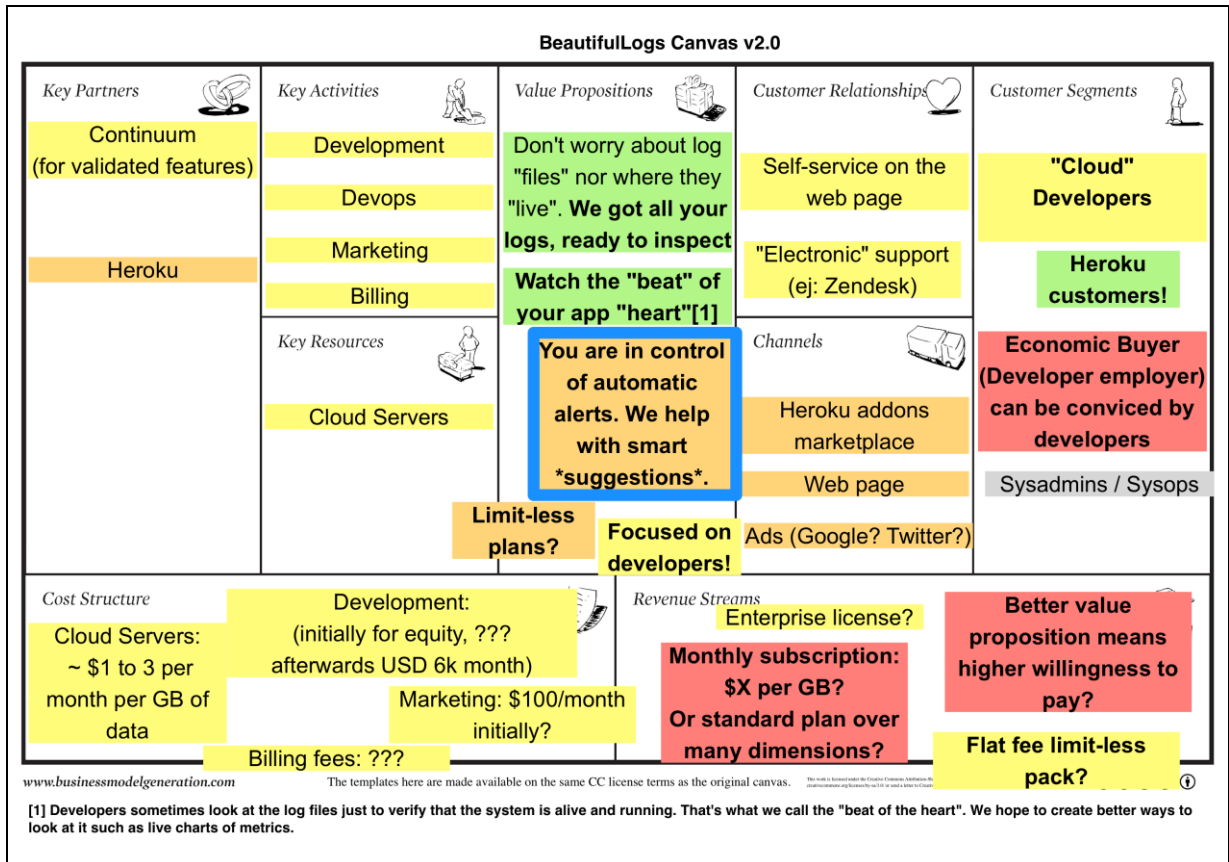 BeautifulLogs Canvas v2.0
Key Partners
Continuum
(for validated features)
Heroku
Key Activities
Development
Devops
Marketing
Billing
Key Resources
Cloud Servers
Value Propositions
Don't worry about log
"files" nor where they
"live". We got all your
logs, ready to inspect
Watch the "beat" of
your app "heart"[1]
You are in control
of automatic
alerts. We help
with smart
*suggestions*.
Limit-less
plans?
Focused on
developers!
Customer Relationships
Self-service on the
web page
"Electronic" support
(ej: Zendesk)
Channels
Heroku addons
marketplace
Web page
Ads (Google? Twitter?)
Customer Segments
"Cloud"
Developers
Heroku
customers!
Economic Buyer
(Developer employer)
can be conviced by
developers
Sysadmins / Sysops
Cost Structure
Cloud Servers:
~ $1 to 3 per
month per GB of
data
Development:
(initially for equity, ???
afterwards USD 6k month)
Marketing: $100/month
initially?
Billing fees: ???
Revenue Streams
Enterprise license?
Monthly subscription:
$X per GB?
Or standard plan over
many dimensions?
Better value
proposition means
higher willingness to
pay?
Flat fee limit-less
pack?
www.businessmodelgeneration.com
The templates here are made available on the same CC license terms as the original canvas.
[1] Developers sometimes look at the log files just to verify that the system is alive and running. That's what we call the "beat of the heart". We hope to create better ways to
look at it such as live charts of metrics.